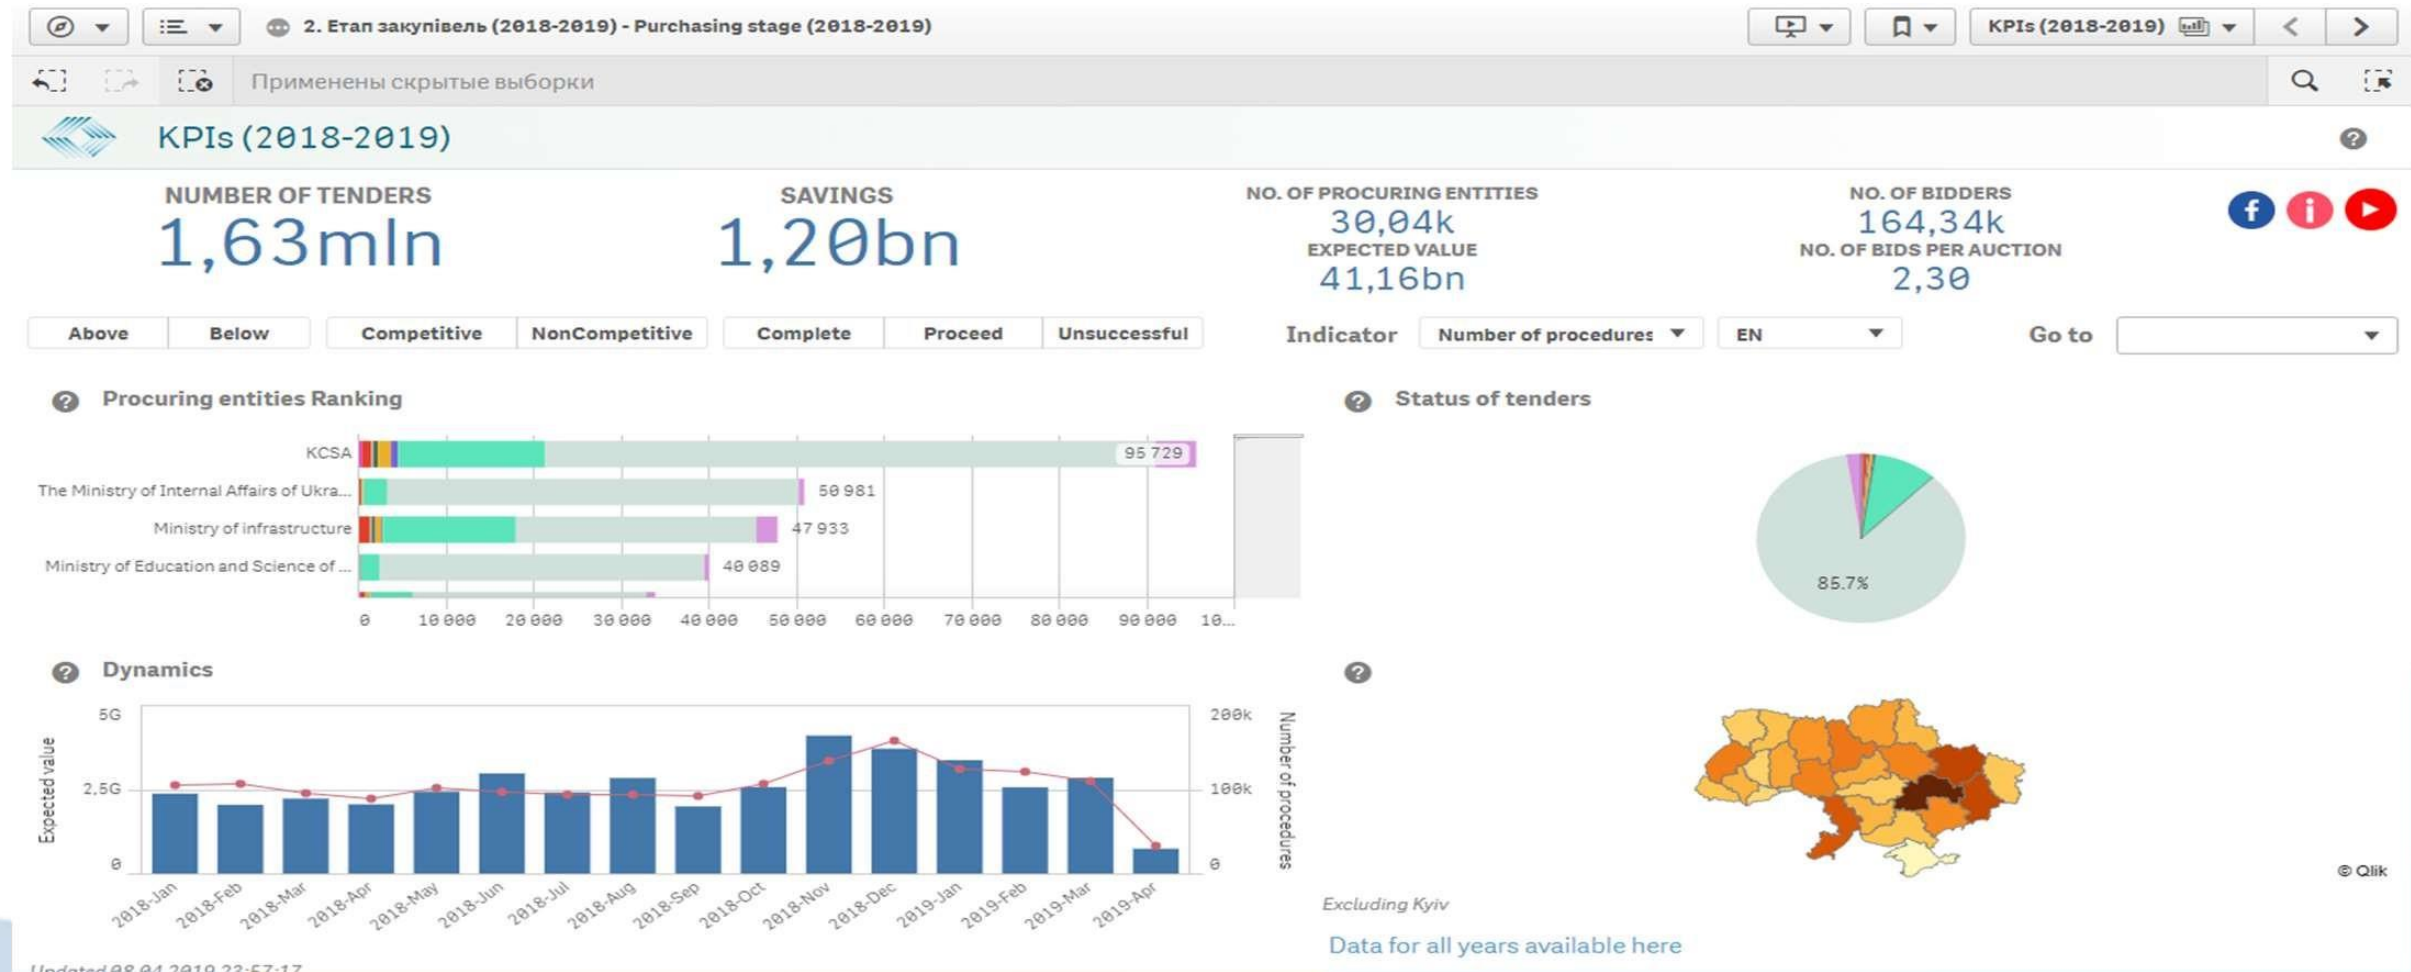 2. Етап закупівель (2018-2019) - Purchasing stage (2018-2019)
KPIs (2018-2019)
Применены скрытые выборки
KPIs (2018-2019)
NUMBER OF TENDERS
1,63mln
SAVINGS
1,20bn
NO. OF PROCURING ENTITIES
30,04k
EXPECTED VALUE
41,16bn
NO. OF BIDDERS
164,34k
NO. OF BIDS PER AUCTION
2,30
Above Below Competitive NonCompetitive Complete Proceed Unsuccessful
Indicator Number of procedures EN Go to
Procuring entities Ranking
KCSA 95 729
The Ministry of Internal Affairs of Ukra... 50 981
Ministry of infrastructure 47 933
Ministry of Education and Science of ... 40 089
0 10 000 20 000 30 000 40 000 50 000 60 000 70 000 80 000 90 000 10...
Status of tenders
85.7%
Dynamics
Expected value
5G
2.5G
0
200k
100k
0
Number of procedures
2018-Jan 2018-Feb 2018-Mar 2018-Apr 2018-May 2018-Jun 2018-Jul 2018-Aug 2018-Sep 2018-Oct 2018-Nov 2018-Dec 2019-Jan 2019-Feb 2019-Mar 2019-Apr
© Qlik
Excluding Kyiv
Data for all years available here
Updated 08.04.2019 23:57:17